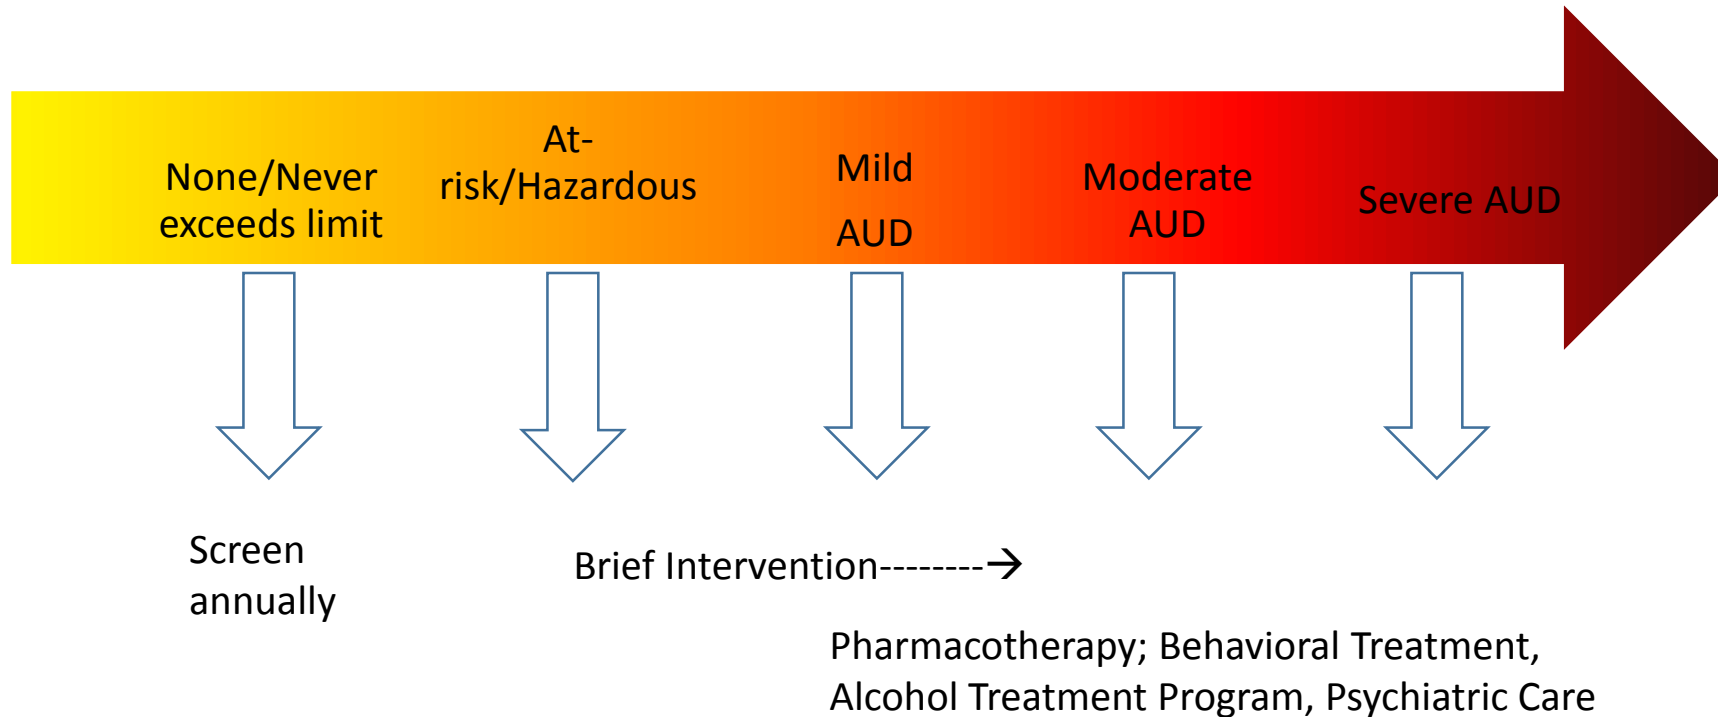 None/Never
exceeds limit
At-
risk/Hazardous
Mild
AUD
Moderate
AUD
Severe AUD
Screen
annually
Brief Intervention--------→
Pharmacotherapy; Behavioral Treatment,
Alcohol Treatment Program, Psychiatric Care